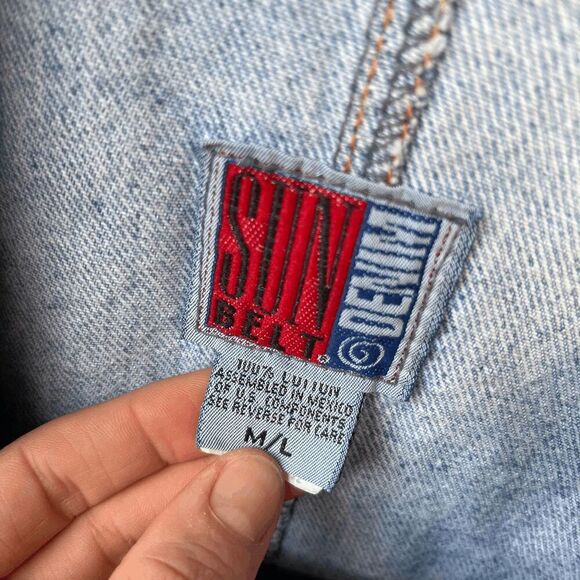 SUN
BELT®
DENIM
100% COTTON
ASSEMBLED IN MEXICO
OF U.S. COMPONENTS
SEE REVERSE FOR CARE
M/L